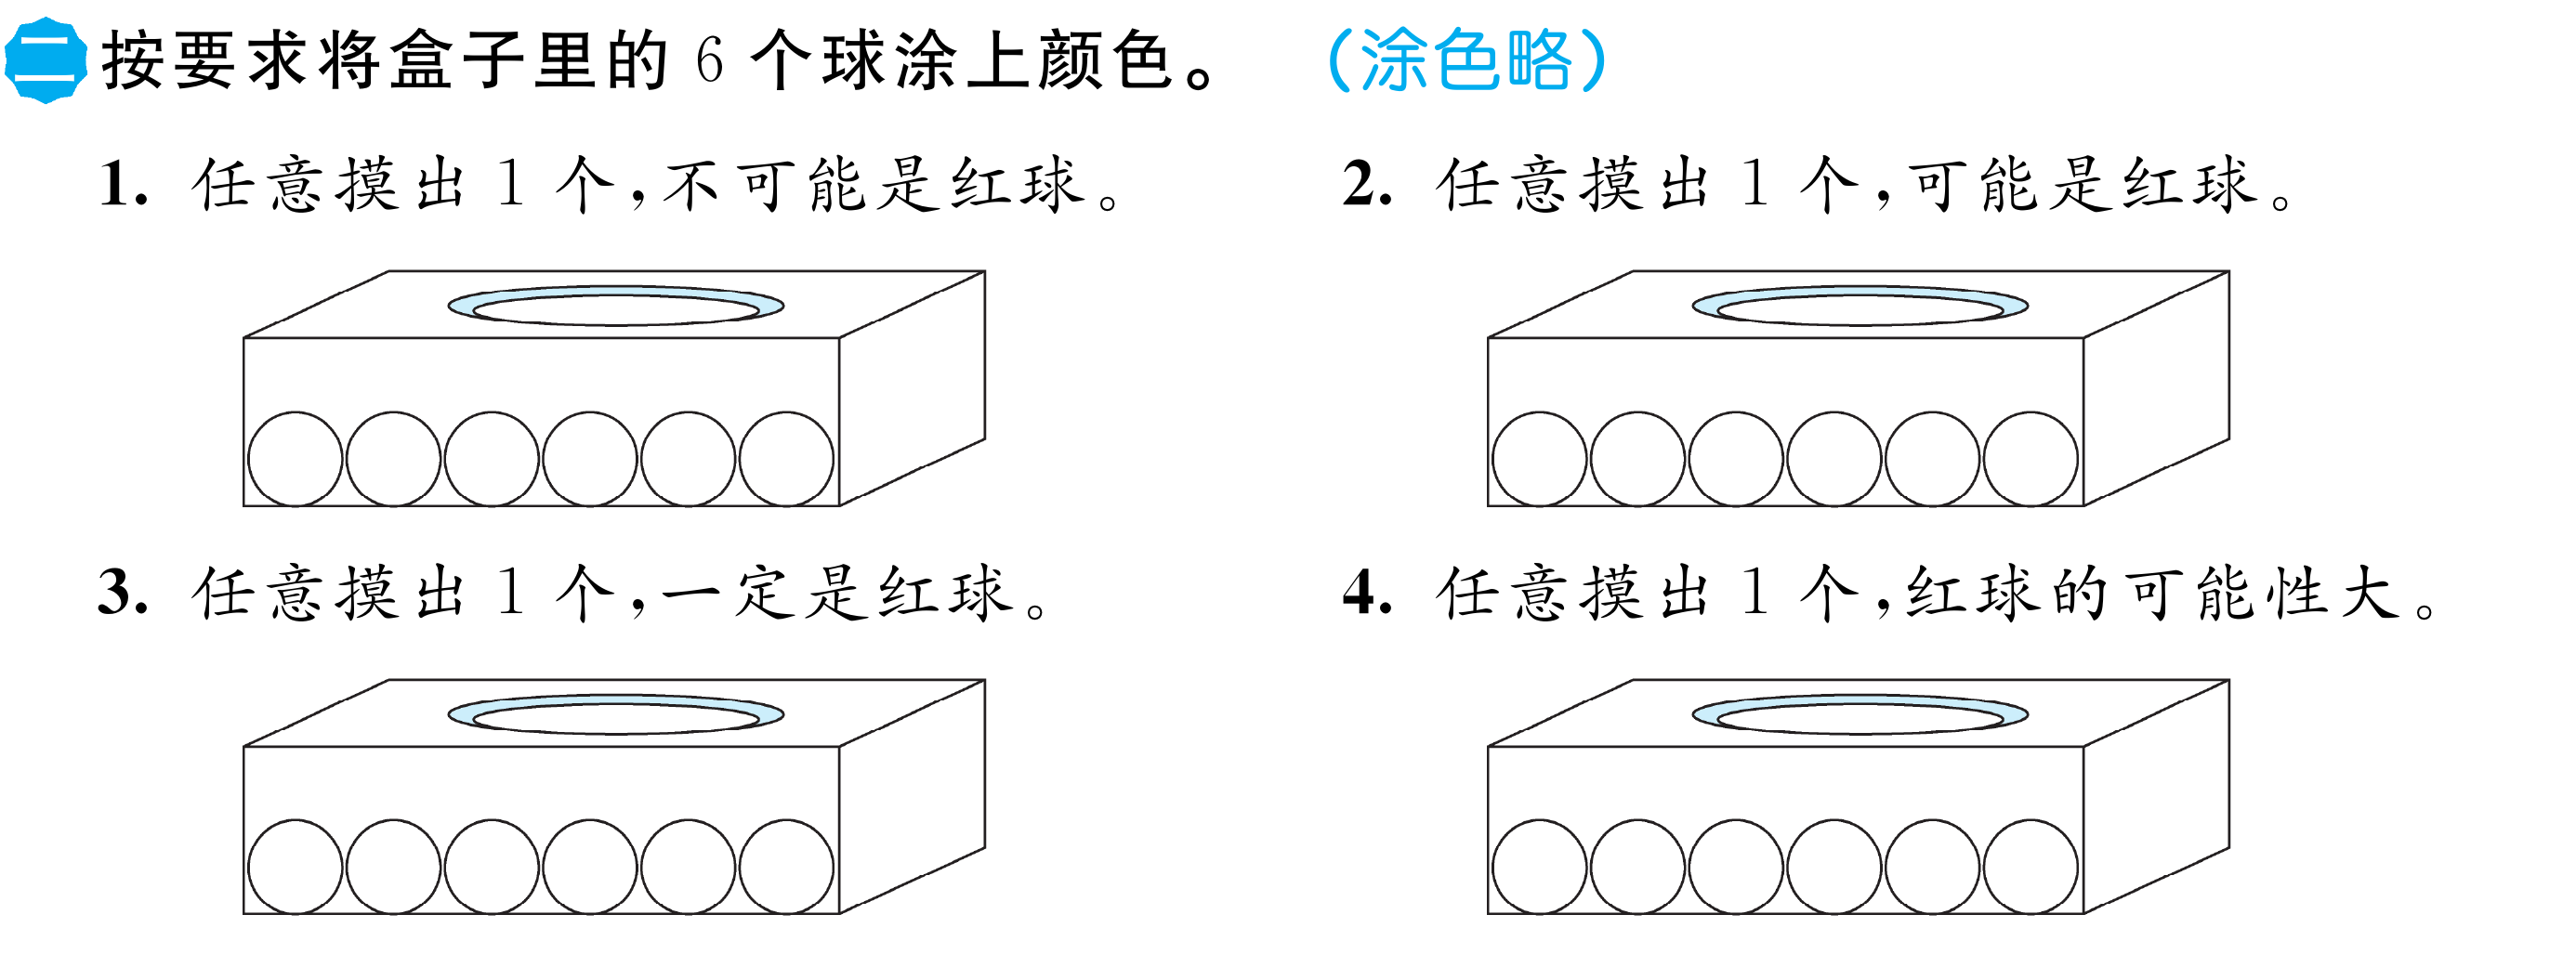 二 按要求将盒子里的 6 个球涂上颜色。 (涂色略)
1. 任意摸出 1 个,不可能是红球。
2. 任意摸出 1 个,可能是红球。
3. 任意摸出 1 个,一定是红球。
4. 任意摸出 1 个,红球的可能性大。